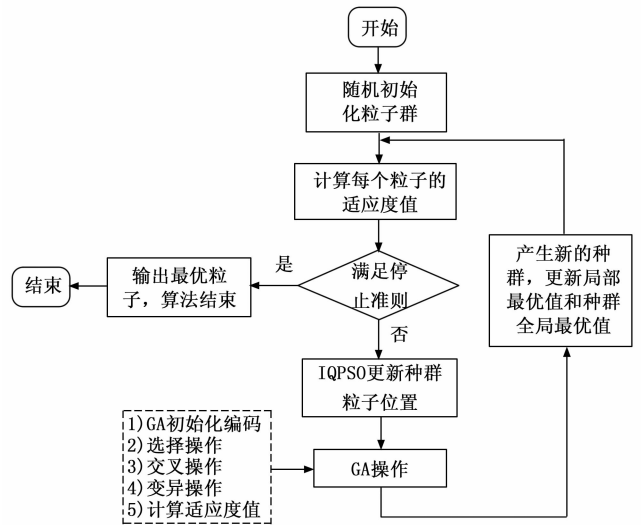 开始
随机初始
化粒子群
计算每个粒子的
适应度值
满足停
止准则
是
输出最优粒
子，算法结束
结束
否
IQPSO更新种群
粒子位置
1)GA初始化编码
2)选择操作
3)交叉操作
4)变异操作
5)计算适应度值
GA操作
产生新的种
群，更新局部
最优值和种群
全局最优值